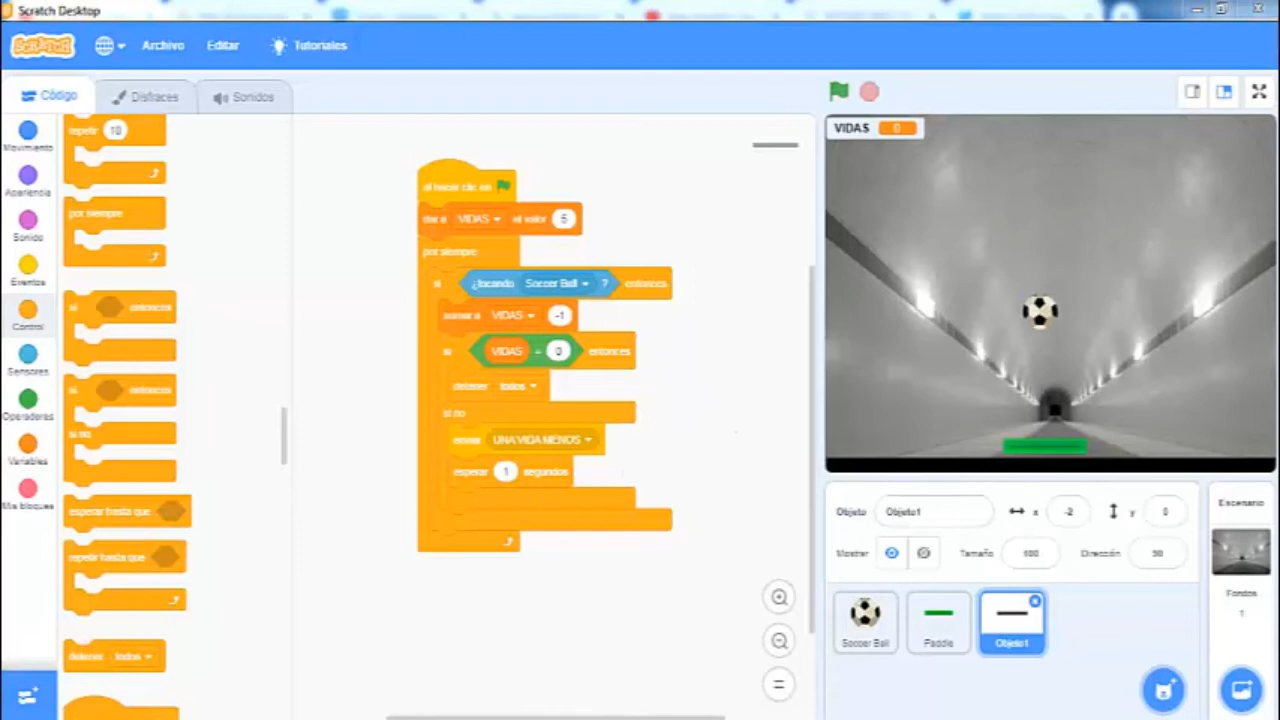 Scratch Desktop
SCRATCH Archivo Editar Tutoriales
Código Disfraces Sonidos
Movimiento
Apariencia
Sonido
Eventos
Control
Sensores
Operadores
Variables
Mis bloques
repetir 10
por siempre
si entonces
si entonces
si no
esperar hasta que
repetir hasta que
detener todos
al hacer clic en
dar a VIDAS el valor 5
por siempre
si ¿tocando Soccer Ball ? entonces
sumar a VIDAS -1
si VIDAS = 0 entonces
detener todos
si no
enviar UNA VIDA MENOS
esperar 1 segundos
VIDAS 0
Objeto Objeto1 x -2 y 0
Mostrar Tamaño 100 Dirección 90
Soccer Ball Paddle Objeto1
Escenario
Fondos
1